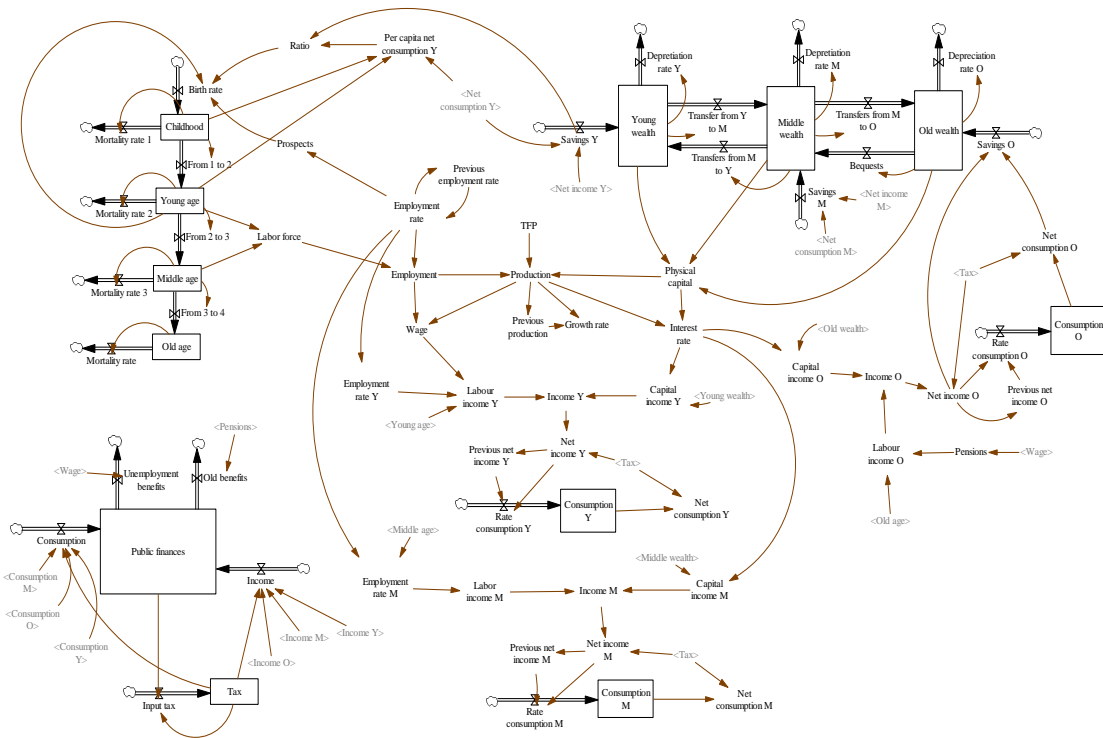 Ratio
Per capita net
consumption Y
Birth rate
Childhood
Mortality rate 1
From 1 to 2
Prospects
Young age
Mortality rate 2
From 2 to 3
Labor force
Middle age
Mortality rate 3
From 3 to 4
Old age
Mortality rate
<Net
consumption Y>
Previous
employment rate
Employment
rate
TFP
Employment
Production
Physical
capital
Wage
Previous
production
Growth rate
Interest
rate
Depretiation
rate Y
Young
wealth
Transfer from Y
to M
Transfers from M
to Y
Savings Y
<Net income Y>
Depretiation
rate M
Middle
wealth
Transfers from M
to O
Bequests
Savings
M
<Net income
M>
<Net
consumption M>
Depreciation
rate O
Old wealth
Savings O
Net
consumption O
<Tax>
Consumption
O
Rate
consumption O
Previous net
income O
Net income O
<Old wealth>
Capital
income O
Income O
Labour
income O
Pensions
<Wage>
<Old age>
Employment
rate Y
<Young age>
Labour
income Y
Income Y
Capital
income Y
<Young wealth>
Previous net
income Y
Net
income Y
<Tax>
Rate
consumption Y
Consumption
Y
Net
consumption Y
<Pensions>
<Wage>
Unemployment
benefits
Old benefits
Consumption
Public finances
<Consumption
M>
<Consumption
O>
<Consumption
Y>
Income
<Income M>
<Income Y>
<Income O>
Tax
Input tax
<Middle age>
Employment
rate M
Labor
income M
Income M
<Middle wealth>
Capital
income M
Previous net
income M
Net income
M
<Tax>
Rate
consumption M
Consumption
M
Net
consumption M